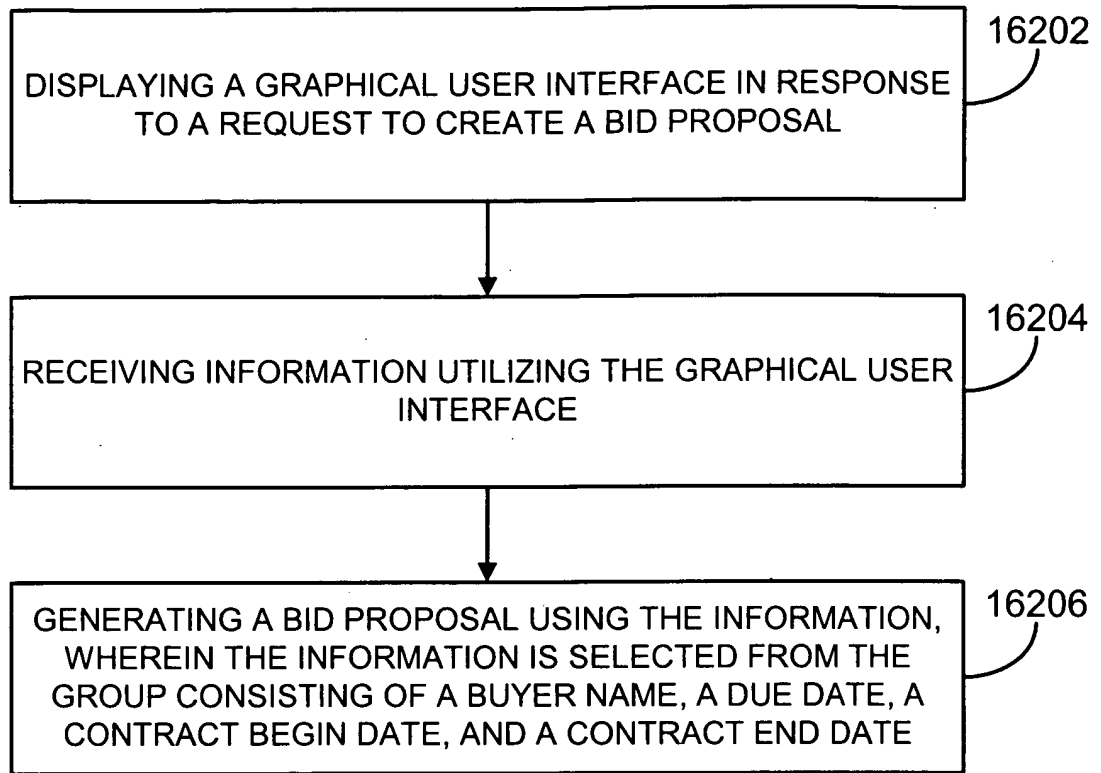 16202
DISPLAYING A GRAPHICAL USER INTERFACE IN RESPONSE
TO A REQUEST TO CREATE A BID PROPOSAL
16204
RECEIVING INFORMATION UTILIZING THE GRAPHICAL USER
INTERFACE
16206
GENERATING A BID PROPOSAL USING THE INFORMATION,
WHEREIN THE INFORMATION IS SELECTED FROM THE
GROUP CONSISTING OF A BUYER NAME, A DUE DATE, A
CONTRACT BEGIN DATE, AND A CONTRACT END DATE